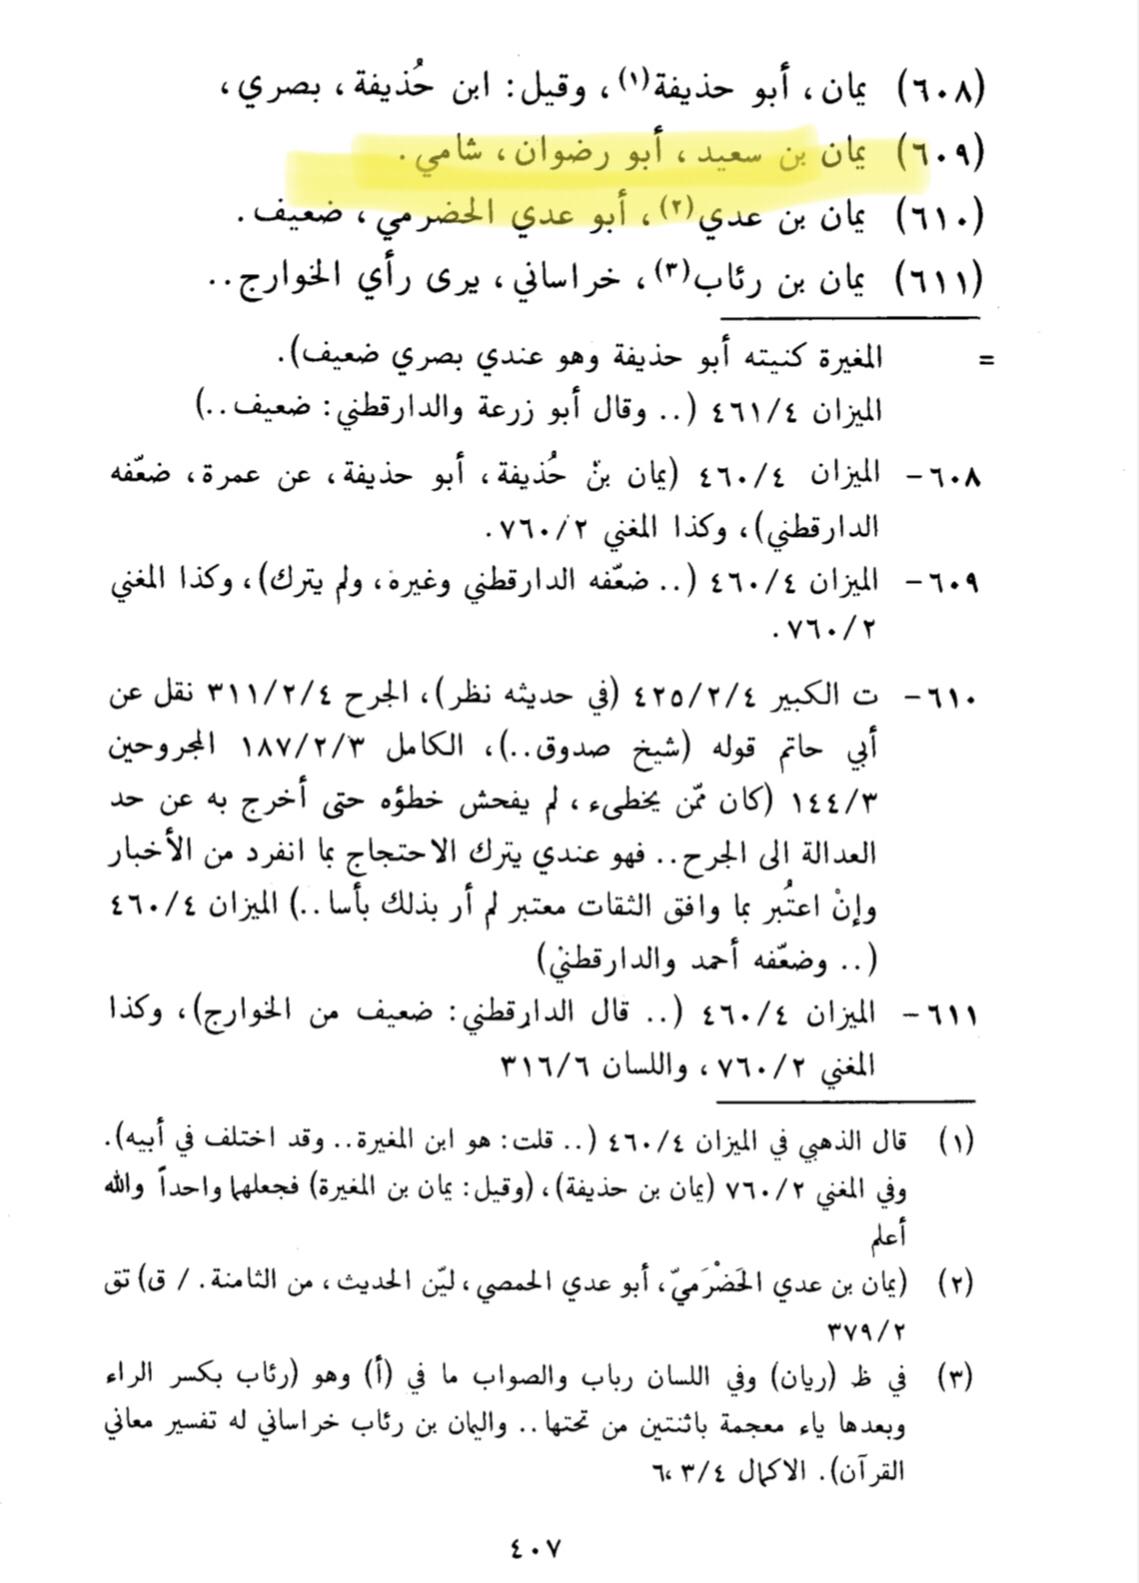 (٦٠٨) يمان، أبو حذيفة(١)، وقيل: ابن حُذيفة، بصري،
(٦٠٩) يمان بن سعيد، أبو رضوان، شامي.
(٦١٠) يمان بن عدي(٢)، أبو عدي الحضرمي، ضعيف.
(٦١١) يمان بن رئاب(٣)، خراساني، يرى رأي الخوارج..
= المغيرة كنيته أبو حذيفة وهو عندي بصري ضعيف).
الميزان ٤٦١/٤ (.. وقال أبو زرعة والدارقطني: ضعيف..)
٦٠٨- الميزان ٤٦٠/٤ (يمان بنْ حُذيفة، أبو حذيفة، عن عمرة، ضعّفه
الدارقطني)، وكذا المغني ٧٦٠/٢.
٦٠٩- الميزان ٤٦٠/٤ (.. ضعّفه الدارقطني وغيره، ولم يترك)، وكذا المغني
٧٦٠/٢.
٦١٠- ت الكبير ٤٢٥/٢/٤ (في حديثه نظر)، الجرح ٣١١/٢/٤ نقل عن
أبي حاتم قوله (شيخ صدوق..)، الكامل ١٨٧/٢/٣ المجروحين
١٤٤/٣ (كان ممّن يخطىء، لم يفحش خطؤه حتى أخرج به عن حد
العدالة الى الجرح.. فهو عندي يترك الاحتجاج بما انفرد من الأخبار
وإنْ اعتُبر بما وافق الثقات معتبر لم أر بذلك بأسا..) الميزان ٤٦٠/٤
(.. وضعّفه أحمد والدارقطني)
٦١١- الميزان ٤٦٠/٤ (.. قال الدارقطني: ضعيف من الخوارج)، وكذا
المغني ٧٦٠/٢، واللسان ٣١٦/٦
(١) قال الذهبي في الميزان ٤٦٠/٤ (.. قلت: هو ابن المغيرة.. وقد اختلف في أبيه).
وفي المغني ٧٦٠/٢ (يمان بن حذيفة)، (وقيل: يمان بن المغيرة) فجعلهما واحداً والله
أعلم
(٢) (يمان بن عدي الحَضْرَميّ، أبو عدي الحمصي، ليّن الحديث، من الثامنة. / ق) تق
٣٧٩/٢
(٣) في ظ (ريان) وفي اللسان رباب والصواب ما في (أ) وهو (رئاب بكسر الراء
وبعدها ياء معجمة باثنتين من تحتها.. واليمان بن رئاب خراساني له تفسير معاني
القرآن). الاكمال ٣/٤،٦
٤٠٧